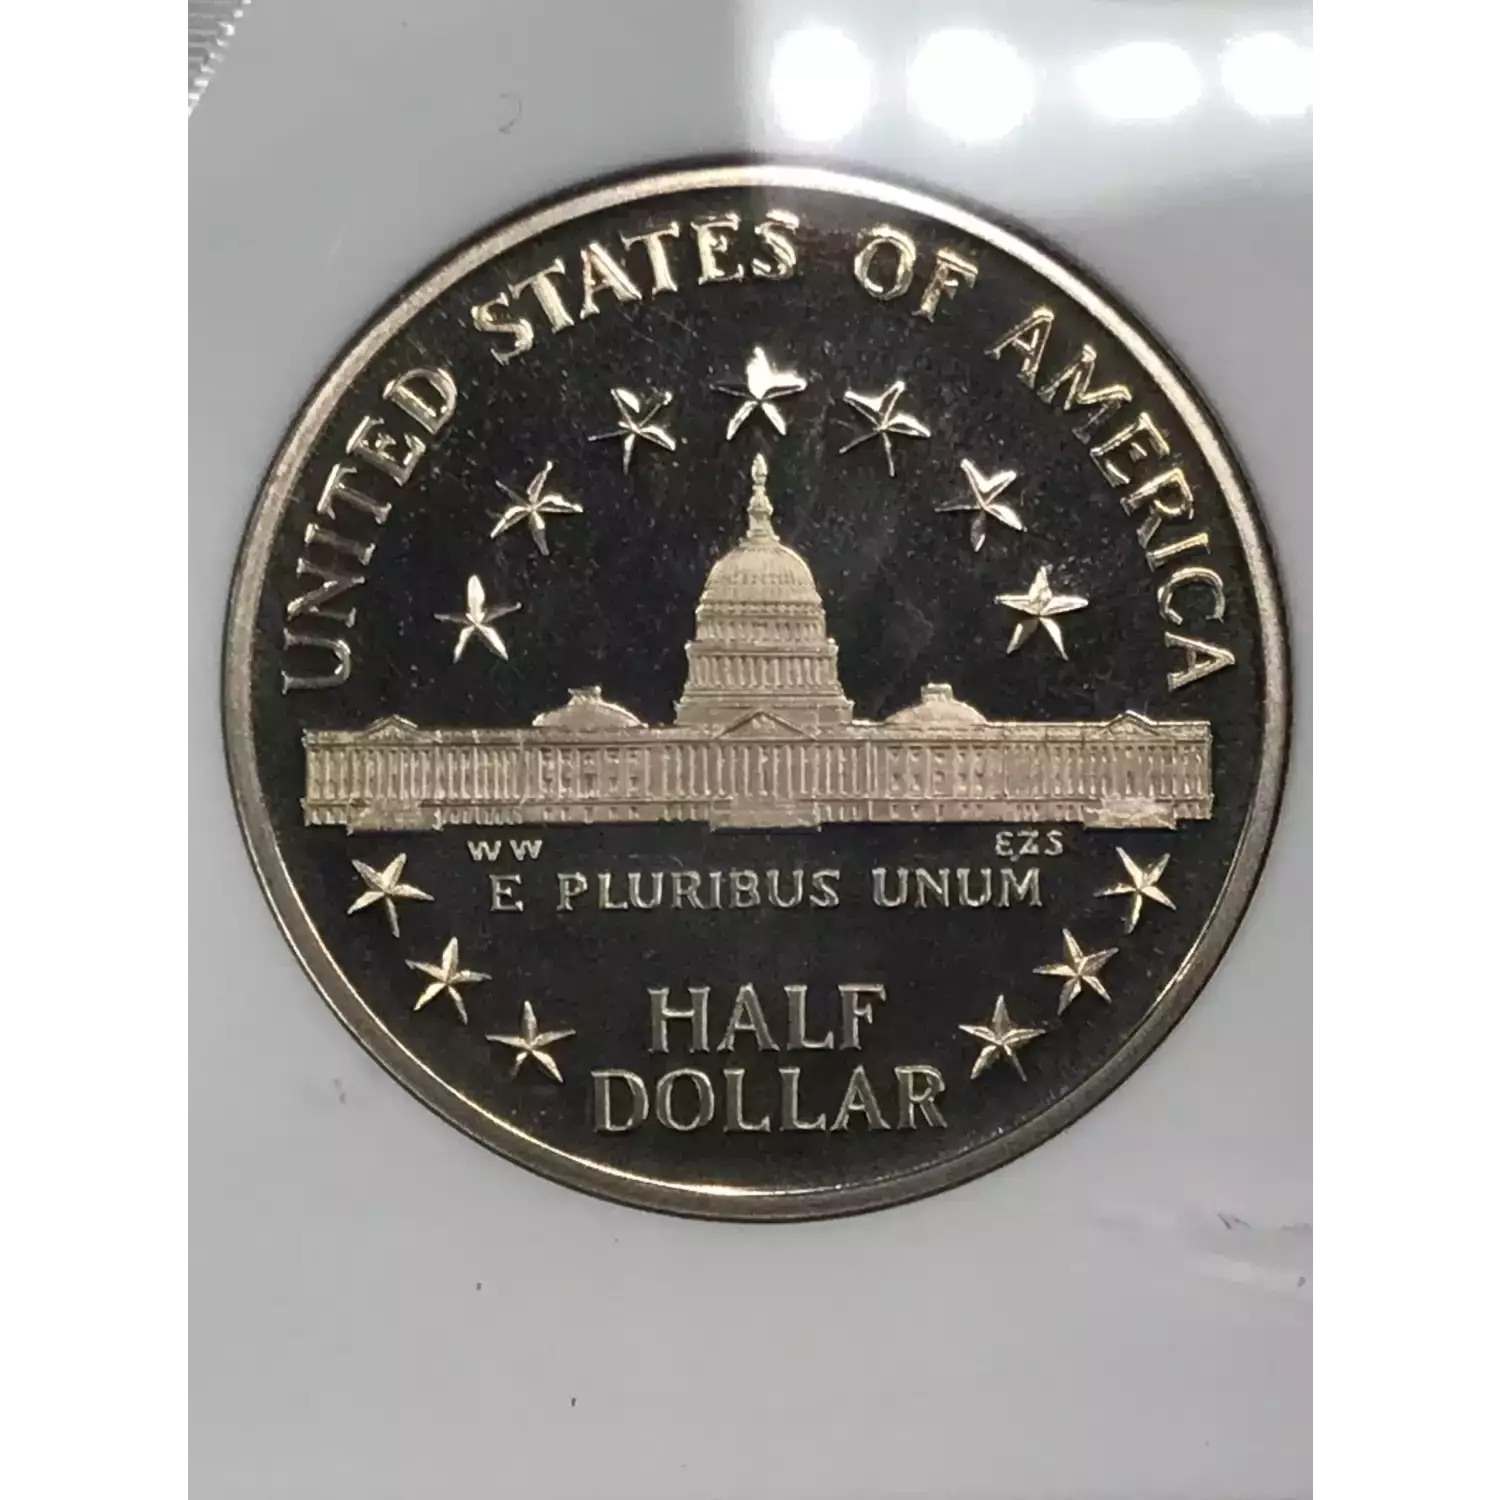 UNITED STATES OF AMERICA
WW EZS
E PLURIBUS UNUM
HALF
DOLLAR